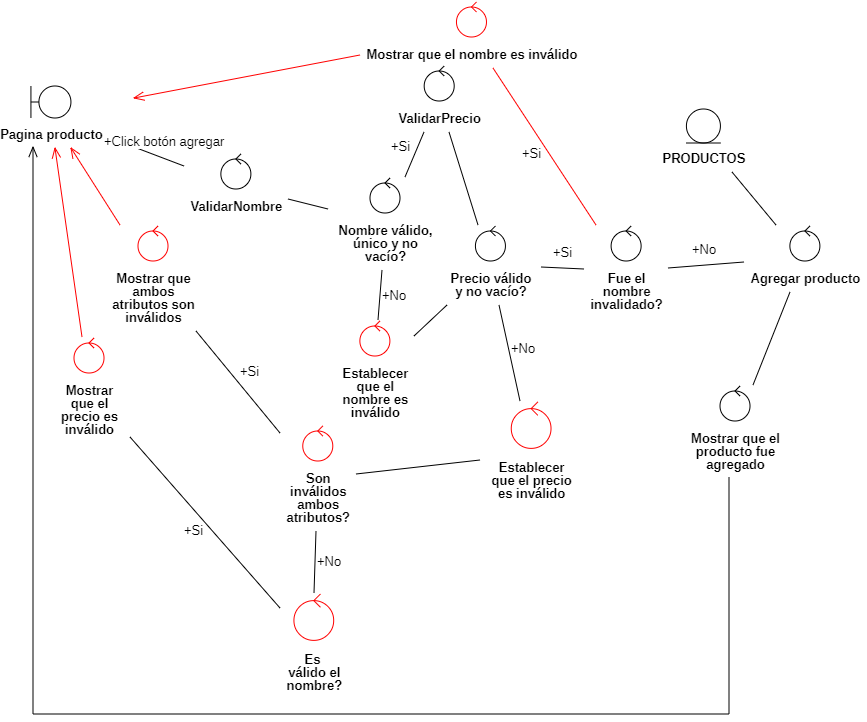 Mostrar que el nombre es inválido
ValidarPrecio
Pagina producto
+Click botón agregar
+Si
+Si
PRODUCTOS
ValidarNombre
Nombre válido,
único y no
vacío?
Mostrar que
ambos
atributos son
inválidos
Precio válido
y no vacío?
+Si
Fue el
nombre
invalidado?
+No
Agregar producto
+No
Establecer
que el
nombre es
inválido
+No
+Si
Mostrar
que el
precio es
inválido
Mostrar que el
producto fue
agregado
Son
inválidos
ambos
atributos?
Establecer
que el precio
es inválido
+Si
+No
Es
válido el
nombre?